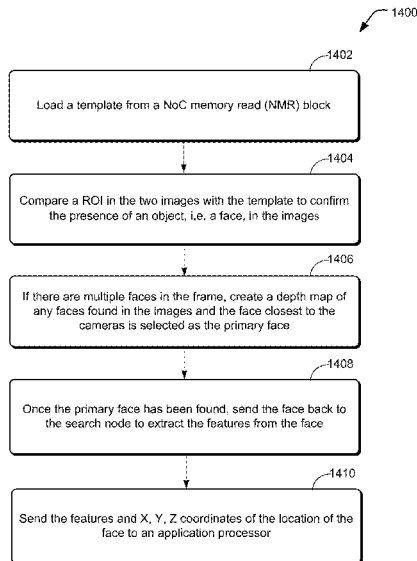 1400
1402
Load a template from a NoC memory read (NMR) block
1404
Compare a ROI in the two images with the template to confirm
the presence of an object, i.e. a face, in the images
1406
If there are multiple faces in the frame, create a depth map of
any faces found in the images and the face closest to the
cameras is selected as the primary face
1408
Once the primary face has been found, send the face back to
the search node to extract the features from the face
1410
Send the features and X, Y, Z coordinates of the location of the
face to an application processor